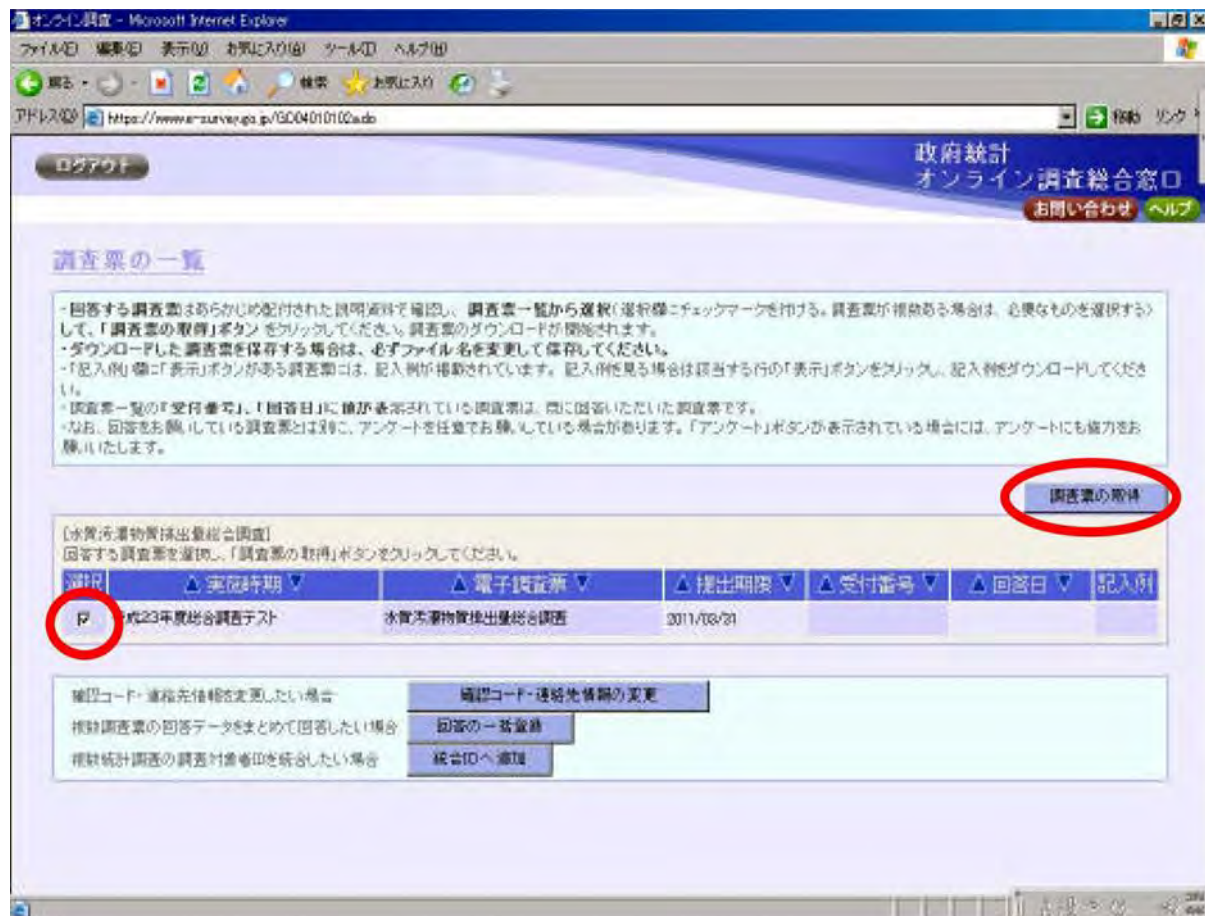 オンライン調査 - Microsoft Internet Explorer
ファイル(F) 編集(E) 表示(V) お気に入り(A) ツール(T) ヘルプ(H)
戻る 検索 お気に入り
アドレス(D) https://www.e-survey.go.jp/GC04010102a.do 移動 リンク
ログアウト
政府統計
オンライン調査総合窓口
お問い合わせ ヘルプ
調査票の一覧
・回答する調査票はあらかじめ配付された説明資料で確認し、調査票一覧から選択(選択欄にチェックマークを付ける。調査票が複数ある場合は、必要なものを選択する)
して、「調査票の取得」ボタン をクリックしてください。調査票のダウンロードが開始されます。
・ダウンロードした調査票を保存する場合は、必ずファイル名を変更して保存してください。
・「記入例」欄に「表示」ボタンがある調査票には、記入例が掲載されています。記入例を見る場合は該当する行の「表示」ボタンをクリックし、記入例をダウンロードしてくださ
い。
・調査票一覧の「受付番号」、「回答日」に値が表示されている調査票は、既に回答いただいた調査票です。
・なお、回答をお願いしている調査票とは別に、アンケートを任意でお願いしている場合があります。「アンケート」ボタンが表示されている場合には、アンケートにも協力をお
願いいたします。
調査票の取得
[水質汚濁物質排出量総合調査]
回答する調査票を選択し、「調査票の取得」ボタンをクリックしてください。
選択 ▲ 実施時期 ▼ ▲ 電子調査票 ▼ ▲ 提出期限 ▼ ▲ 受付番号 ▼ ▲ 回答日 ▼ 記入例
成23年度総合調査テスト 水質汚濁物質排出量総合調査 2011/03/31
確認コード・連絡先情報を変更したい場合 確認コード・連絡先情報の変更
複数調査票の回答データをまとめて回答したい場合 回答の一括登録
複数統計調査の調査対象者IDを統合したい場合 統合IDへ追加